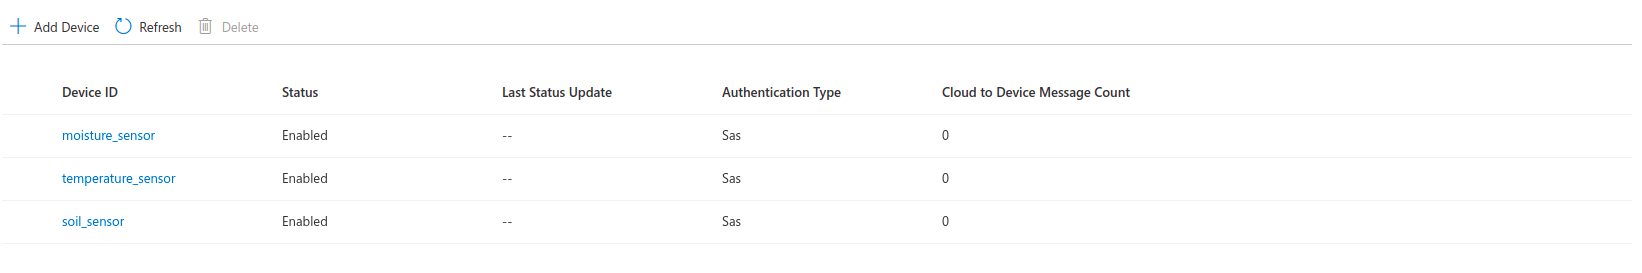 Add Device Refresh Delete
Device ID Status Last Status Update Authentication Type Cloud to Device Message Count
moisture_sensor Enabled -- Sas 0
temperature_sensor Enabled -- Sas 0
soil_sensor Enabled -- Sas 0